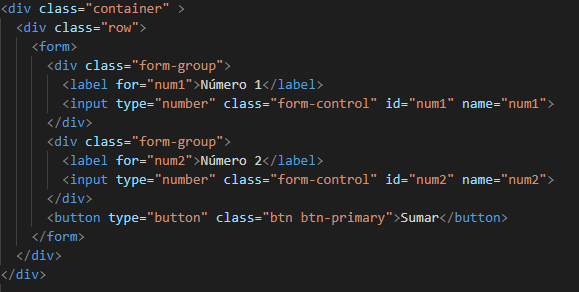 <div class="container" >
<div class="row">
<form>
<div class="form-group">
<label for="num1">Número 1</label>
<input type="number" class="form-control" id="num1" name="num1">
</div>
<div class="form-group">
<label for="num2">Número 2</label>
<input type="number" class="form-control" id="num2" name="num2">
</div>
<button type="button" class="btn btn-primary">Sumar</button>
</form>
</div>
</div>